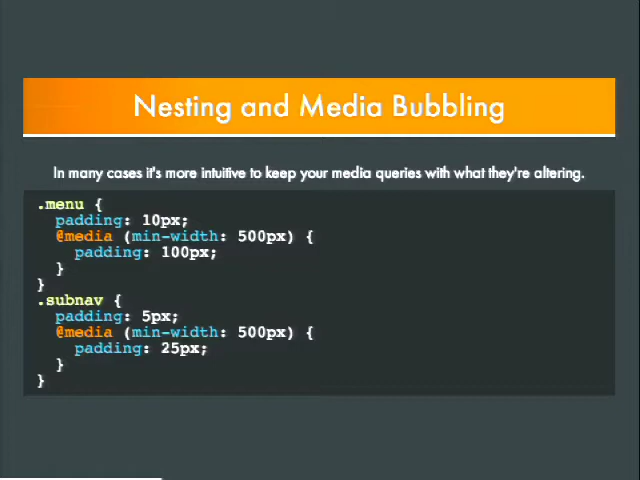 Nesting and Media Bubbling
In many cases it's more intuitive to keep your media queries with what they're altering.
.menu {
  padding: 10px;
  @media (min-width: 500px) {
    padding: 100px;
  }
}
.subnav {
  padding: 5px;
  @media (min-width: 500px) {
    padding: 25px;
  }
}